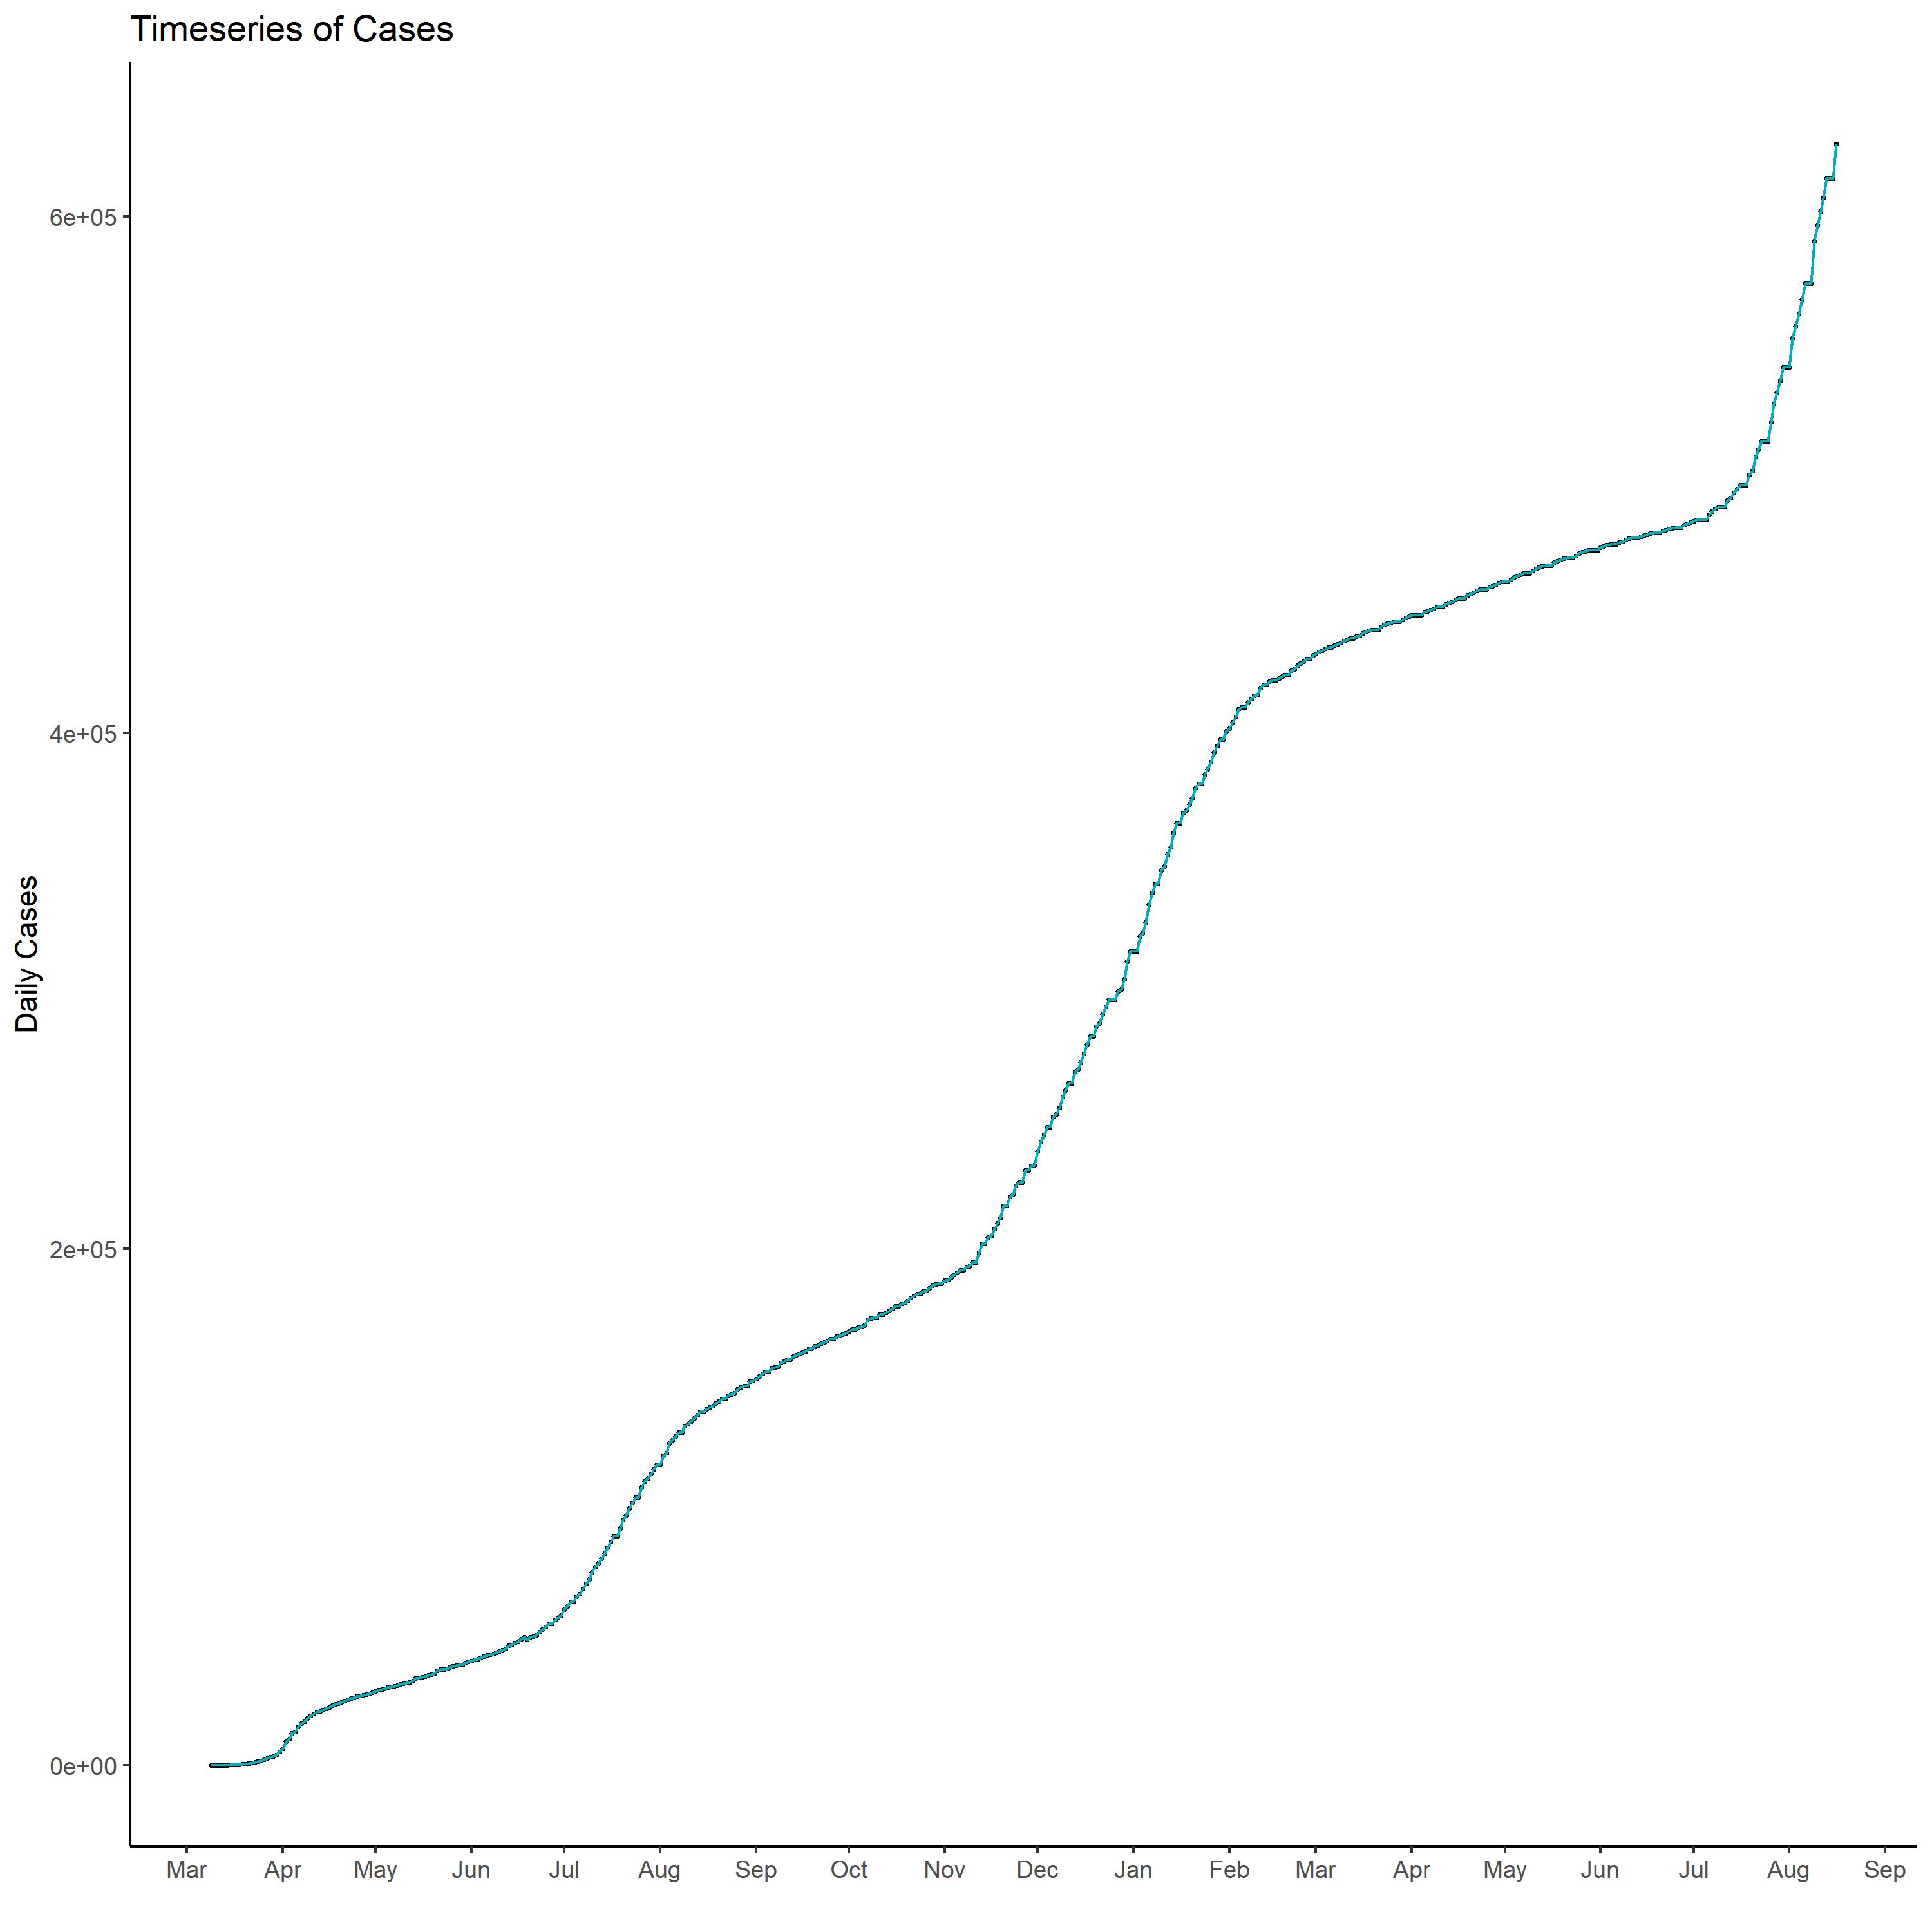 Timeseries of Cases
Daily Cases
6e+05
4e+05
2e+05
0e+00
Mar Apr May Jun Jul Aug Sep Oct Nov Dec Jan Feb Mar Apr May Jun Jul Aug Sep